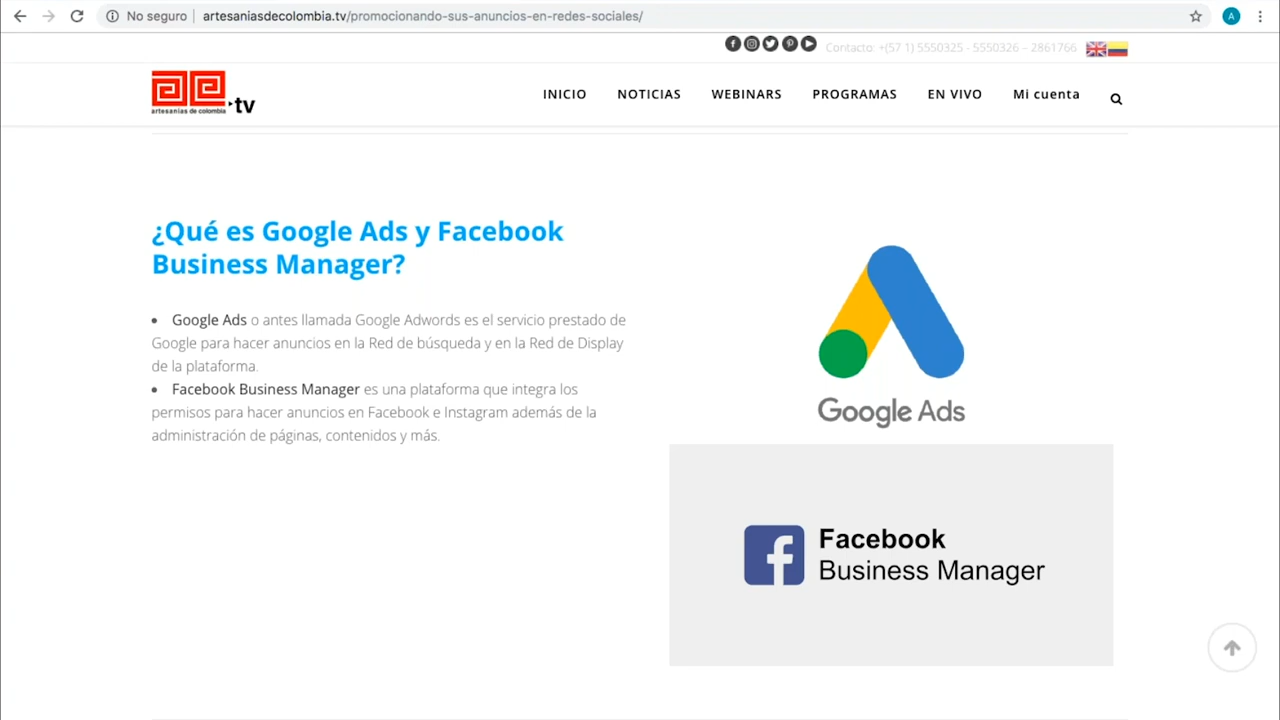 No seguro
artesaniasdecolombia.tv/promocionando-sus-anuncios-en-redes-sociales/
A
Contacto: +(57 1) 5550325 - 5550326 – 2861766
artesanías de colombia
tv
INICIO
NOTICIAS
WEBINARS
PROGRAMAS
EN VIVO
Mi cuenta
¿Qué es Google Ads y Facebook
Business Manager?
• Google Ads o antes llamada Google Adwords es el servicio prestado de
Google para hacer anuncios en la Red de búsqueda y en la Red de Display
de la plataforma.
• Facebook Business Manager es una plataforma que integra los
permisos para hacer anuncios en Facebook e Instagram además de la
administración de páginas, contenidos y más.
Google Ads
Facebook
Business Manager